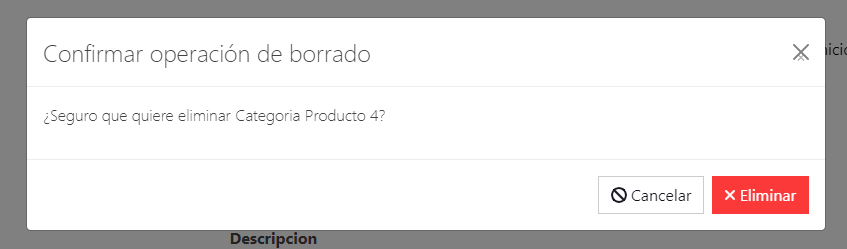 Confirmar operación de borrado
¿Seguro que quiere eliminar Categoria Producto 4?
Cancelar
Eliminar
Descripcion